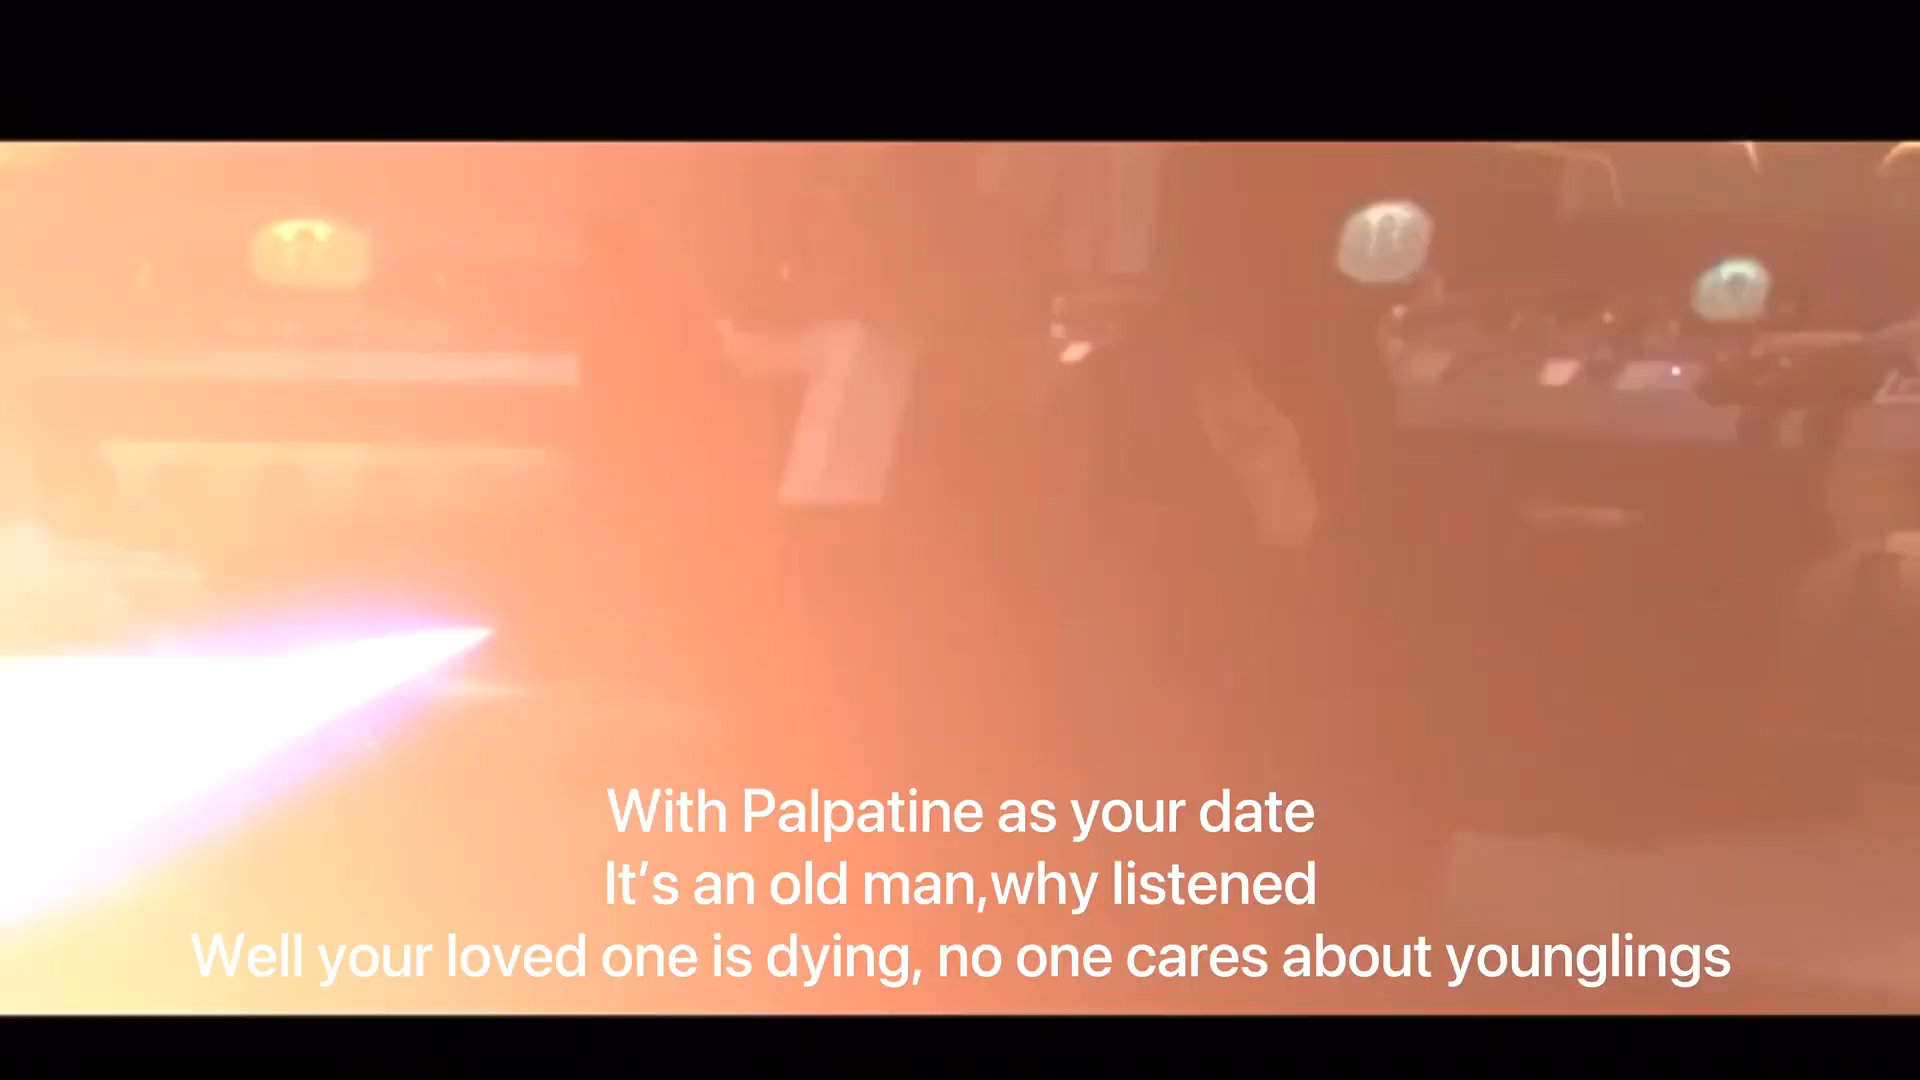 With Palpatine as your date
It's an old man,why listened
Well your loved one is dying, no one cares about younglings